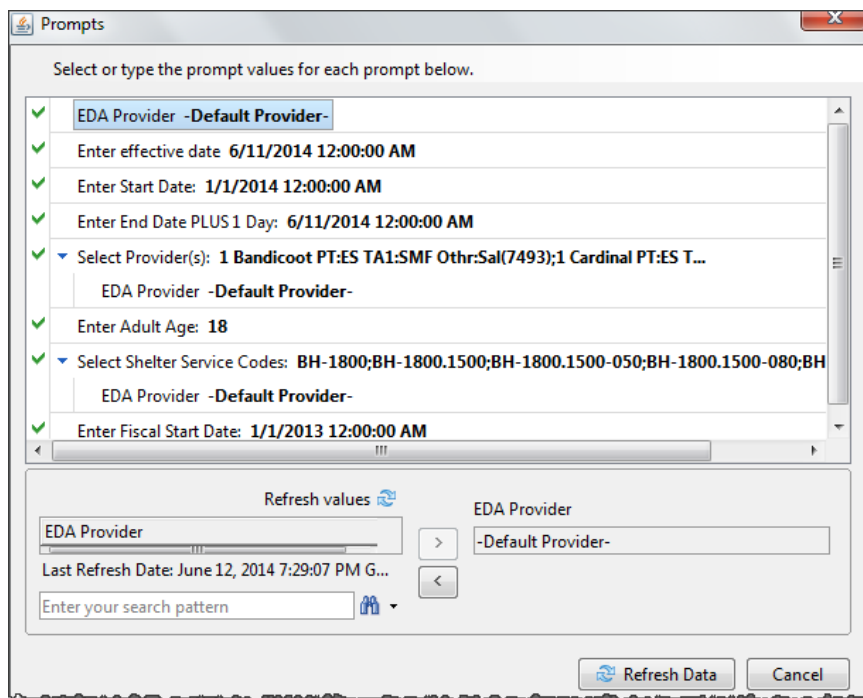 Prompts
Select or type the prompt values for each prompt below.
EDA Provider -Default Provider-
Enter effective date 6/11/2014 12:00:00 AM
Enter Start Date: 1/1/2014 12:00:00 AM
Enter End Date PLUS 1 Day: 6/11/2014 12:00:00 AM
Select Provider(s): 1 Bandicoot PT:ES TA1:SMF Othr:Sal(7493);1 Cardinal PT:ES T...
EDA Provider -Default Provider-
Enter Adult Age: 18
Select Shelter Service Codes: BH-1800;BH-1800.1500;BH-1800.1500-050;BH-1800.1500-080;BH
EDA Provider -Default Provider-
Enter Fiscal Start Date: 1/1/2013 12:00:00 AM
Refresh values
EDA Provider
EDA Provider
-Default Provider-
Last Refresh Date: June 12, 2014 7:29:07 PM G...
Enter your search pattern
Refresh Data Cancel